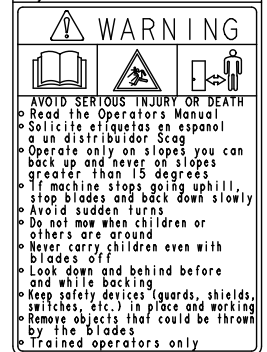 WARNING
AVOID SERIOUS INJURY OR DEATH
Read the Operators Manual
Solicite etiquetas en espanol
a un distribuidor Scag
Operate only on slopes you can
back up and never on slopes
greater than 15 degrees
If machine stops going uphill,
stop blades and back down slowly
Avoid sudden turns
Do not mow when children or
others are around
Never carry children even with
blades off
Look down and behind before
and while backing
Keep safety devices (guards, shields,
switches, etc.) in place and working
Remove objects that could be thrown
by the blades
Trained operators only